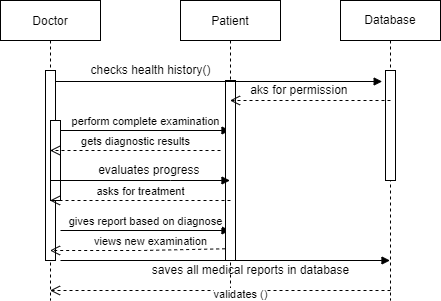 Doctor
Patient
Database
checks health history()
aks for permission
perform complete examination
gets diagnostic results
evaluates progress
asks for treatment
gives report based on diagnose
views new examination
saves all medical reports in database
validates ()